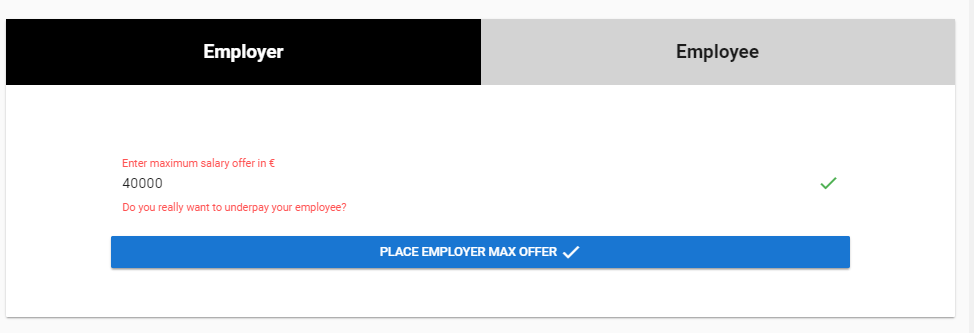 Employer
Employee
Enter maximum salary offer in €
40000
Do you really want to underpay your employee?
PLACE EMPLOYER MAX OFFER